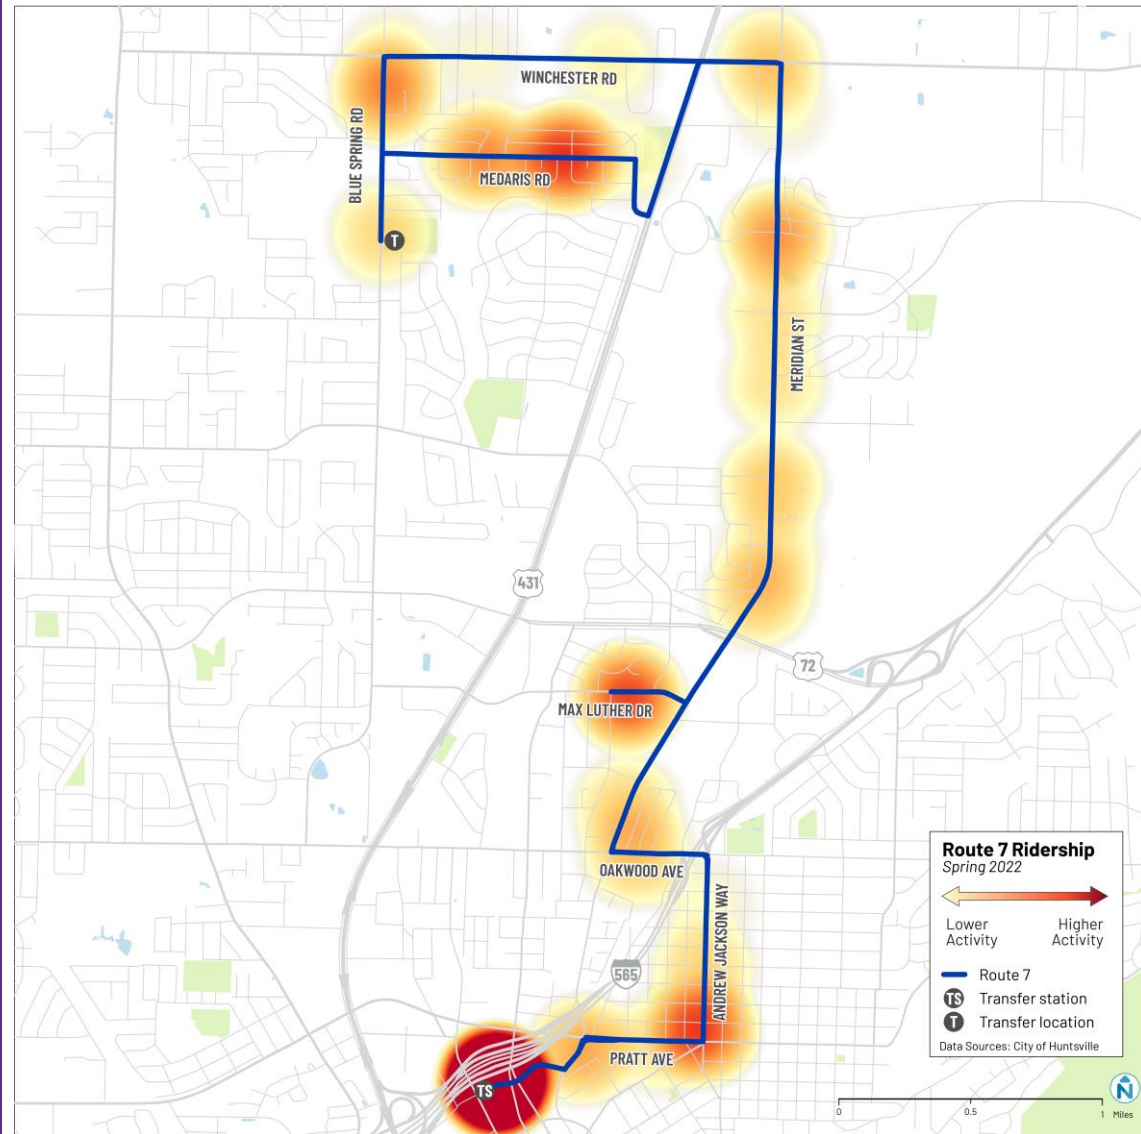 WINCHESTER RD
BLUE SPRING RD
MEDARIS RD
T
MERIDIAN ST
431
72
MAX LUTHER DR
OAKWOOD AVE
ANDREW JACKSON WAY
565
PRATT AVE
TS
Route 7 Ridership
Spring 2022
Lower
Activity
Higher
Activity
Route 7
TS Transfer station
T Transfer location
Data Sources: City of Huntsville
N
0 0.5 1 Miles